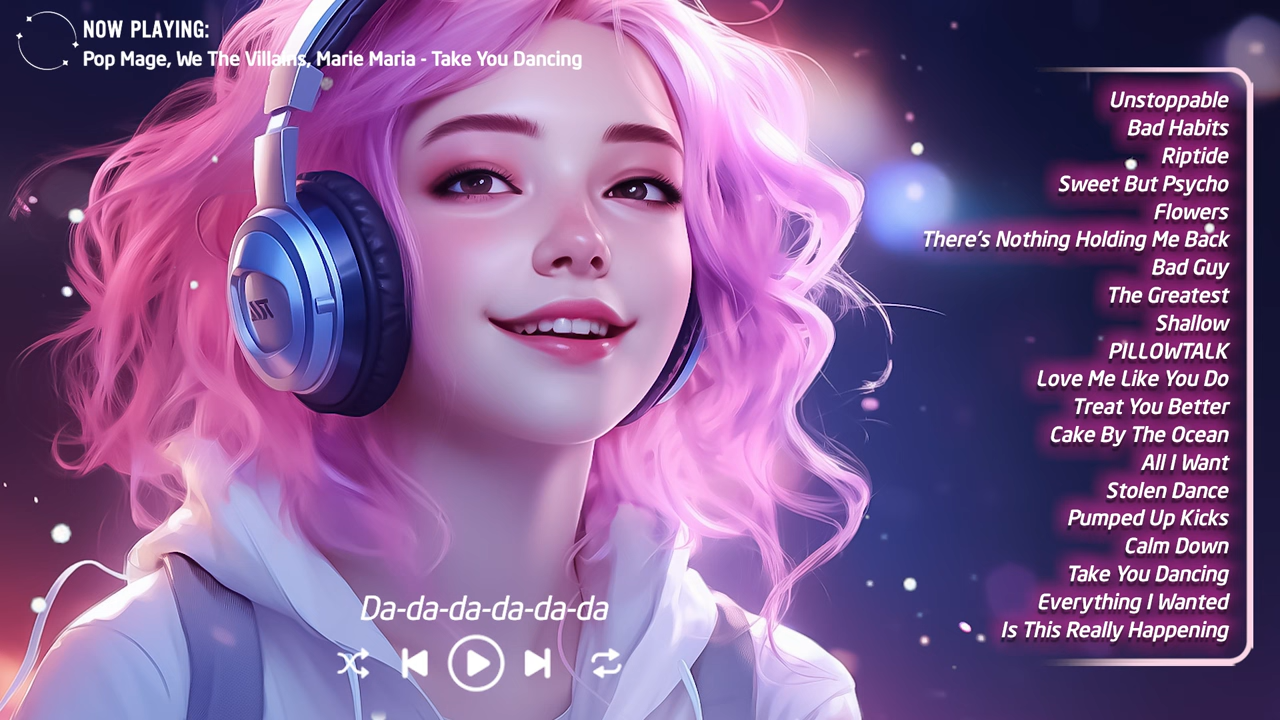 NOW PLAYING:
Pop Mage, We The Villains, Marie Maria - Take You Dancing
Unstoppable
Bad Habits
Riptide
Sweet But Psycho
Flowers
There's Nothing Holding Me Back
Bad Guy
The Greatest
Shallow
PILLOWTALK
Love Me Like You Do
Treat You Better
Cake By The Ocean
All I Want
Stolen Dance
Pumped Up Kicks
Calm Down
Take You Dancing
Everything I Wanted
Is This Really Happening
Da-da-da-da-da-da